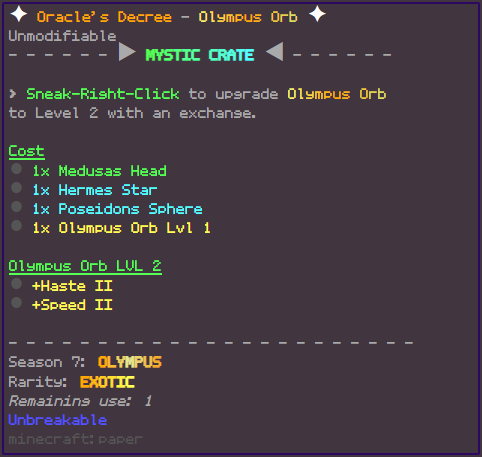 ✦ Oracle's Decree - Olympus Orb ✦
Unmodifiable
- - - - - - ▶ MYSTIC CRATE ◀ - - - - - -
> Sneak-Right-Click to upgrade Olympus Orb
to Level 2 with an exchange.
Cost
● 1x Medusas Head
● 1x Hermes Star
● 1x Poseidons Sphere
● 1x Olympus Orb Lvl 1
Olympus Orb LVL 2
● +Haste II
● +Speed II
- - - - - - - - - - - - - - - - - - - - - - - - - - -
Season 7: OLYMPUS
Rarity: EXOTIC
Remaining use: 1
Unbreakable
minecraft:paper